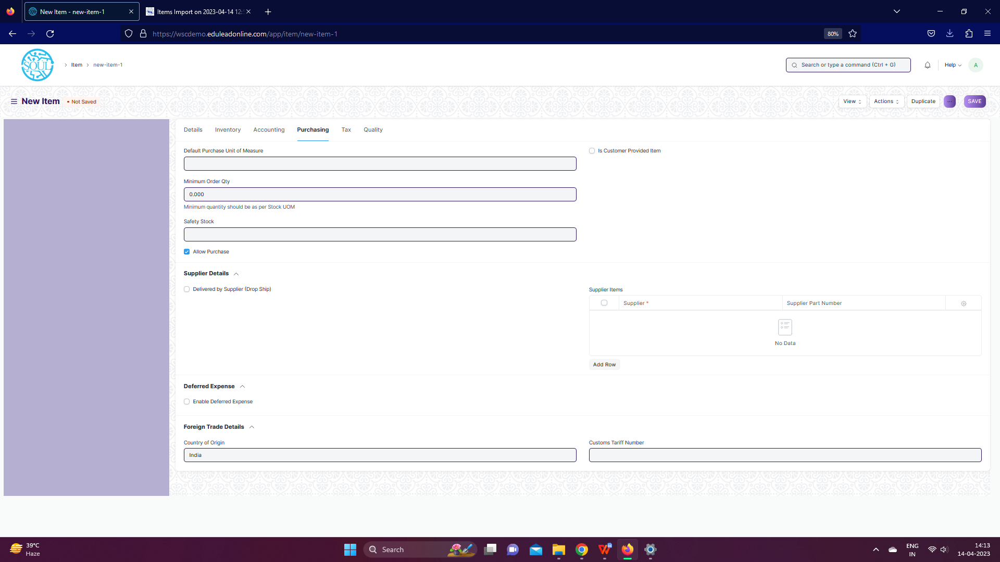 New Item - new-item-1
Items Import on 2023-04-14 12:
https://wscdemo.eduleadonline.com/app/item/new-item-1
80%
SOUL
Item
new-item-1
Search or type a command (Ctrl + G)
Help
A
New Item
• Not Saved
View
Actions
Duplicate
...
SAVE
Details
Inventory
Accounting
Purchasing
Tax
Quality
Default Purchase Unit of Measure
Is Customer Provided Item
Minimum Order Qty
0.000
Minimum quantity should be as per Stock UOM
Safety Stock
Allow Purchase
Supplier Details
Delivered by Supplier (Drop Ship)
Supplier Items
Supplier *
Supplier Part Number
No Data
Add Row
Deferred Expense
Enable Deferred Expense
Foreign Trade Details
Country of Origin
India
Customs Tariff Number
39°C
Haze
Search
ENG
IN
14:13
14-04-2023